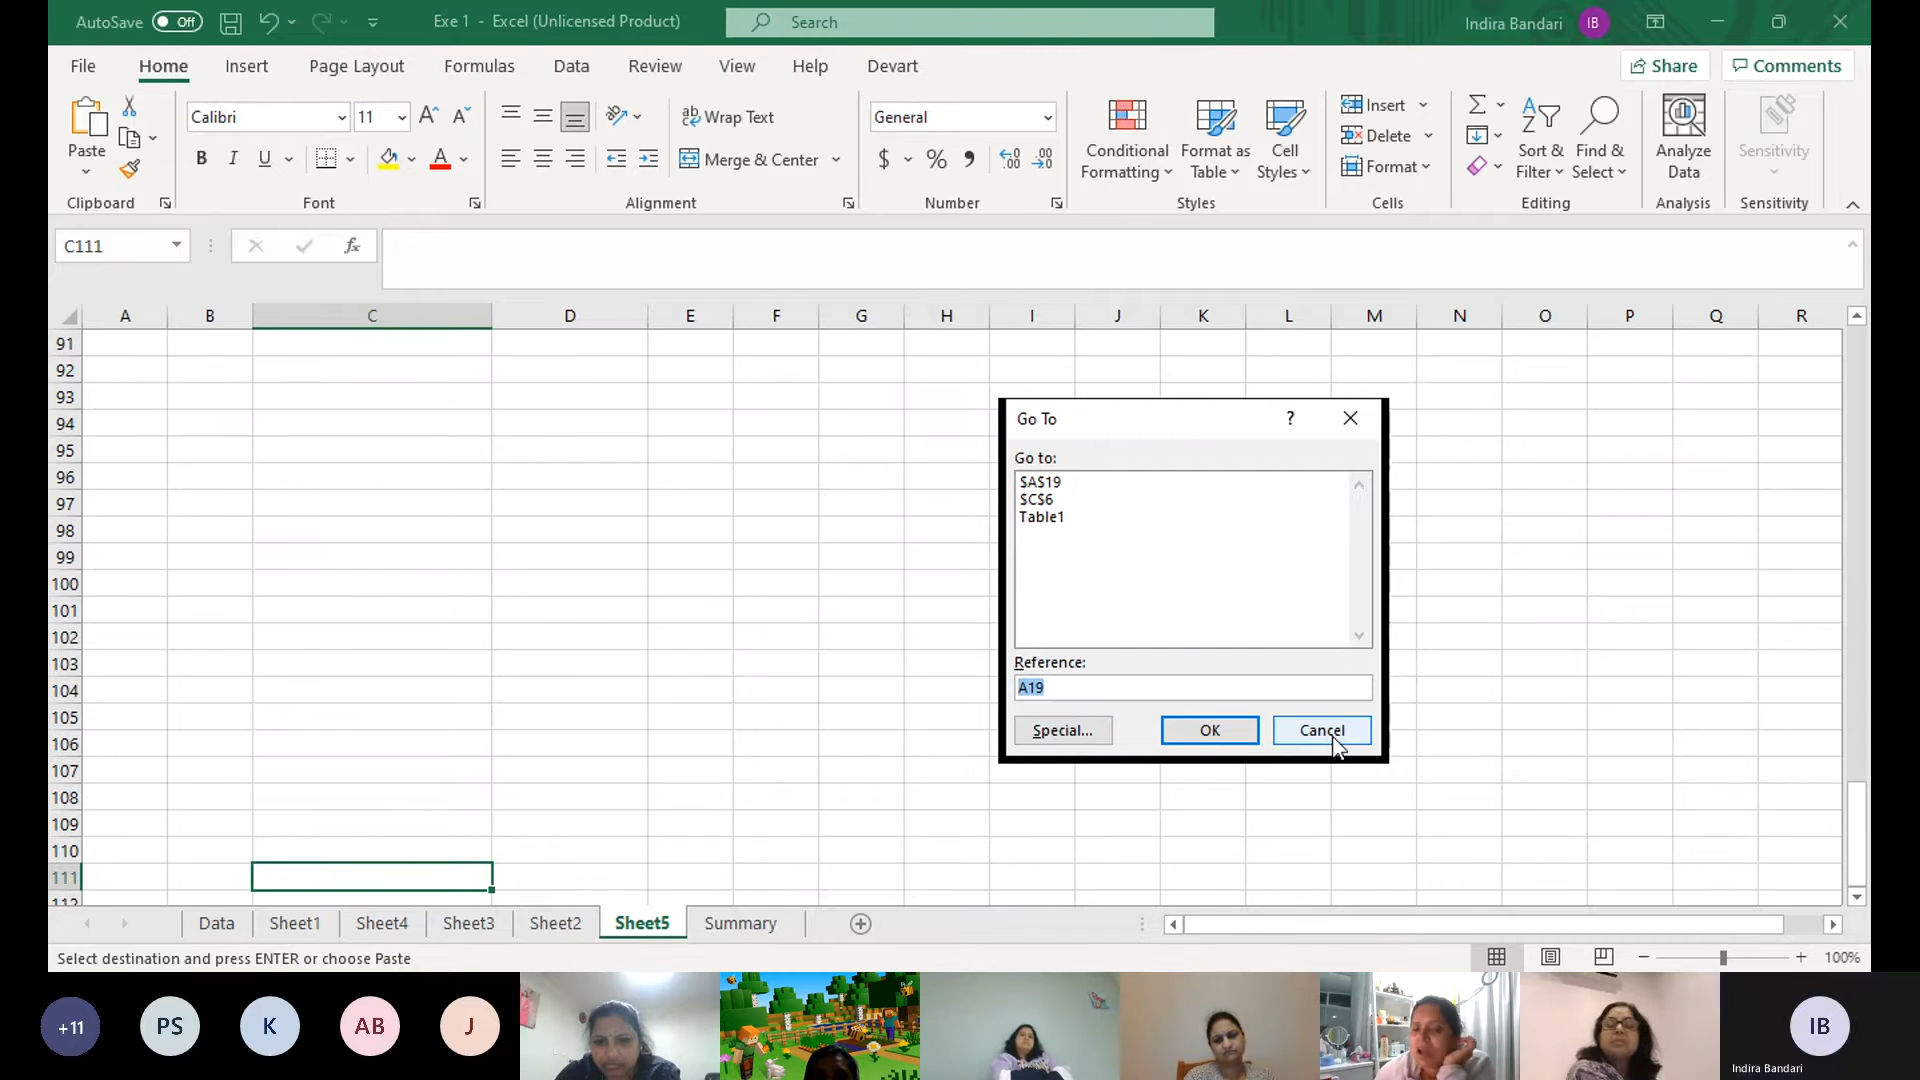 AutoSave Off Exe 1 - Excel (Unlicensed Product) Search Indira Bandari IB
File Home Insert Page Layout Formulas Data Review View Help Devart Share Comments
Paste
Calibri 11
B I U A
ab Wrap Text
Merge & Center
General
$ % 9 .00 .00
Conditional Formatting
Format as Table
Cell Styles
Insert
Delete
Format
Sort & Filter
Find & Select
Analyze Data
Sensitivity
Clipboard Font Alignment Number Styles Cells Editing Analysis Sensitivity
C111 fx
A B C D E F G H I J K L M N O P Q R
91
92
93
94
95
96
97
98
99
100
101
102
103
104
105
106
107
108
109
110
111
112
Go To ?
Go to:
$A$19
$C$6
Table1
Reference:
A19
Special... OK Cancel
Data Sheet1 Sheet4 Sheet3 Sheet2 Sheet5 Summary
Select destination and press ENTER or choose Paste 100%
+11 PS K AB J IB
Indira Bandari